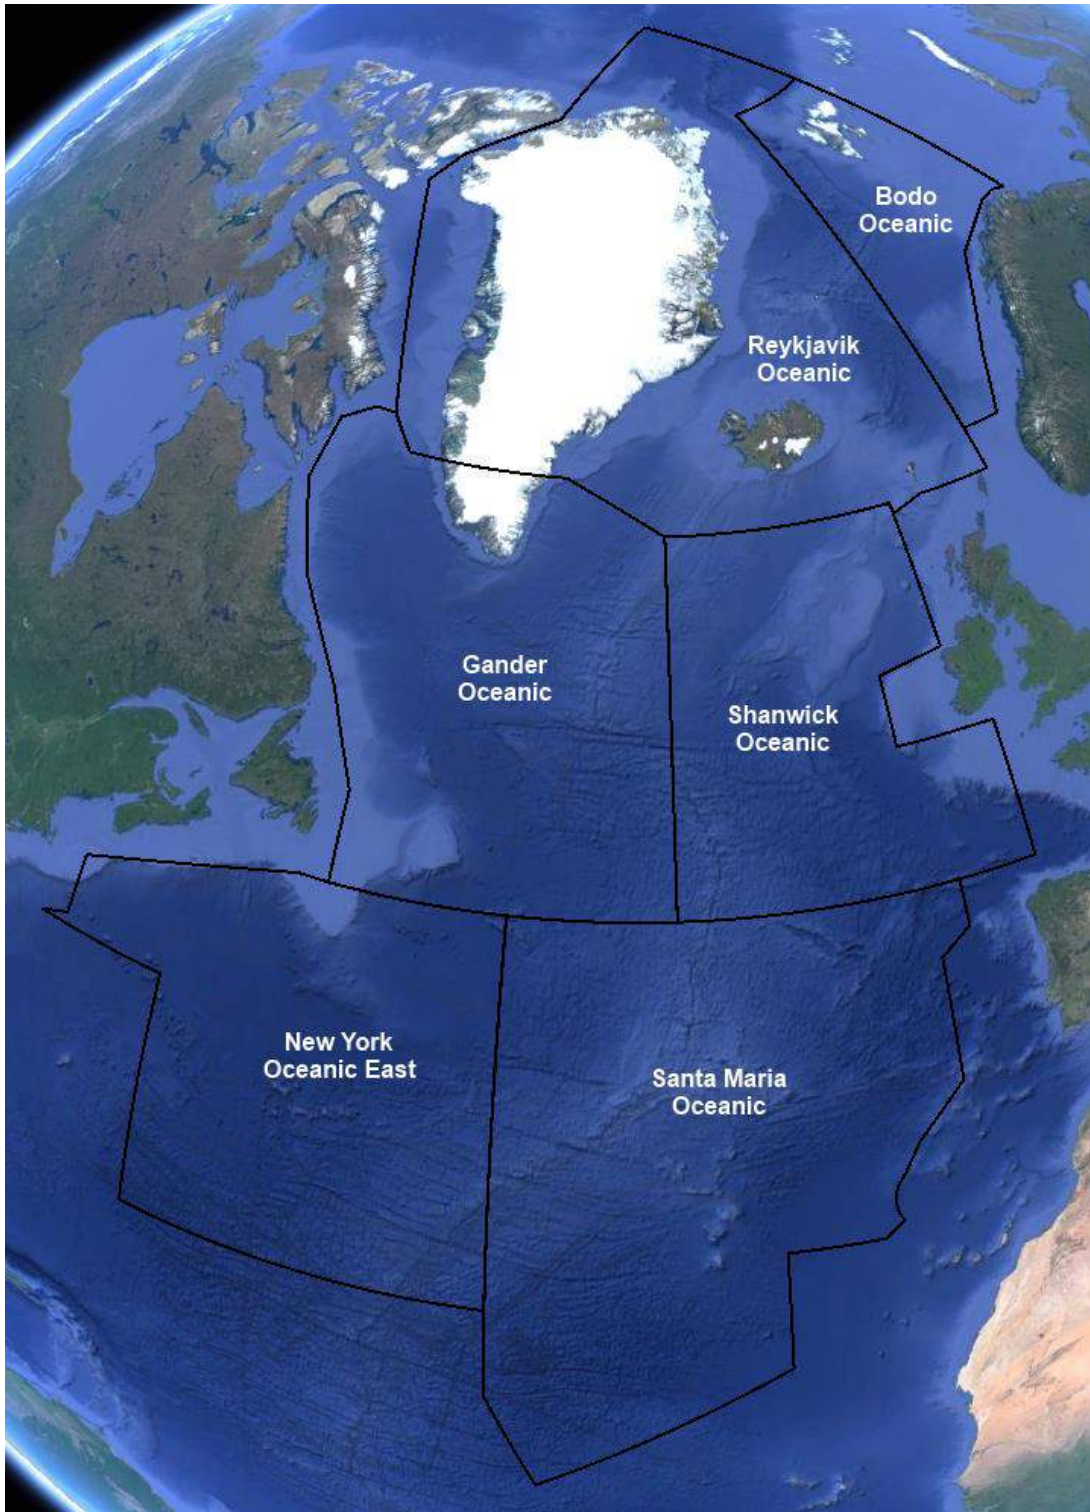 Bodo
Oceanic
Reykjavik
Oceanic
Gander
Oceanic
Shanwick
Oceanic
New York
Oceanic East
Santa Maria
Oceanic